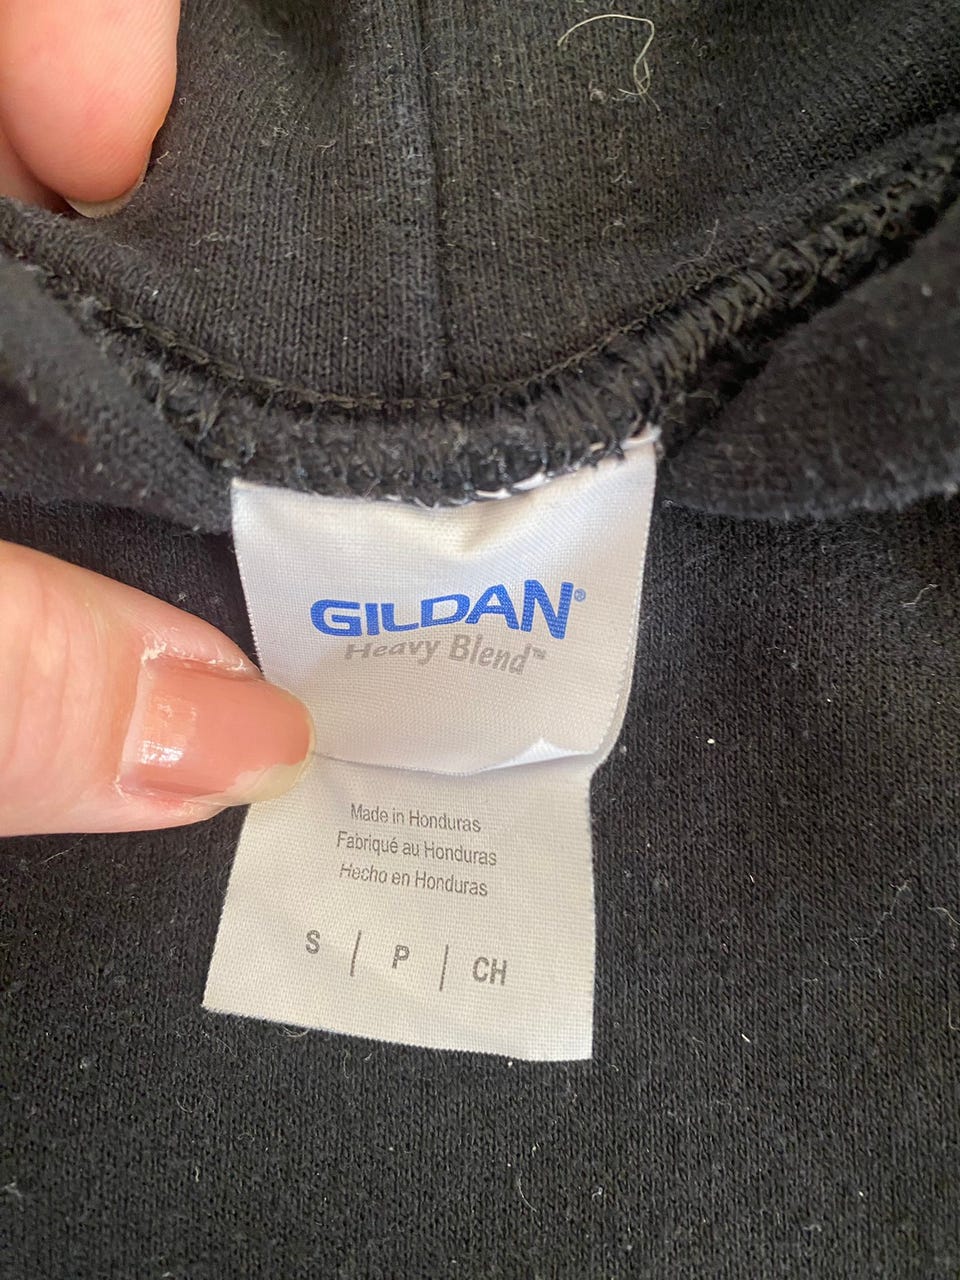 GILDAN®
Heavy Blend™
Made in Honduras
Fabriqué au Honduras
Hecho en Honduras
S | P | CH